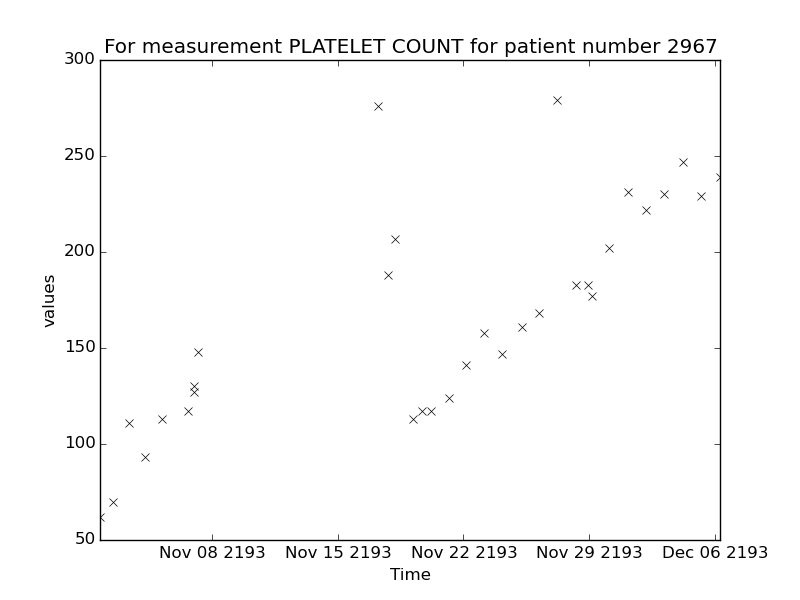 For measurement PLATELET COUNT for patient number 2967
300
250
200
150
100
50
values
Nov 08 2193 Nov 15 2193 Nov 22 2193 Nov 29 2193 Dec 06 2193
Time